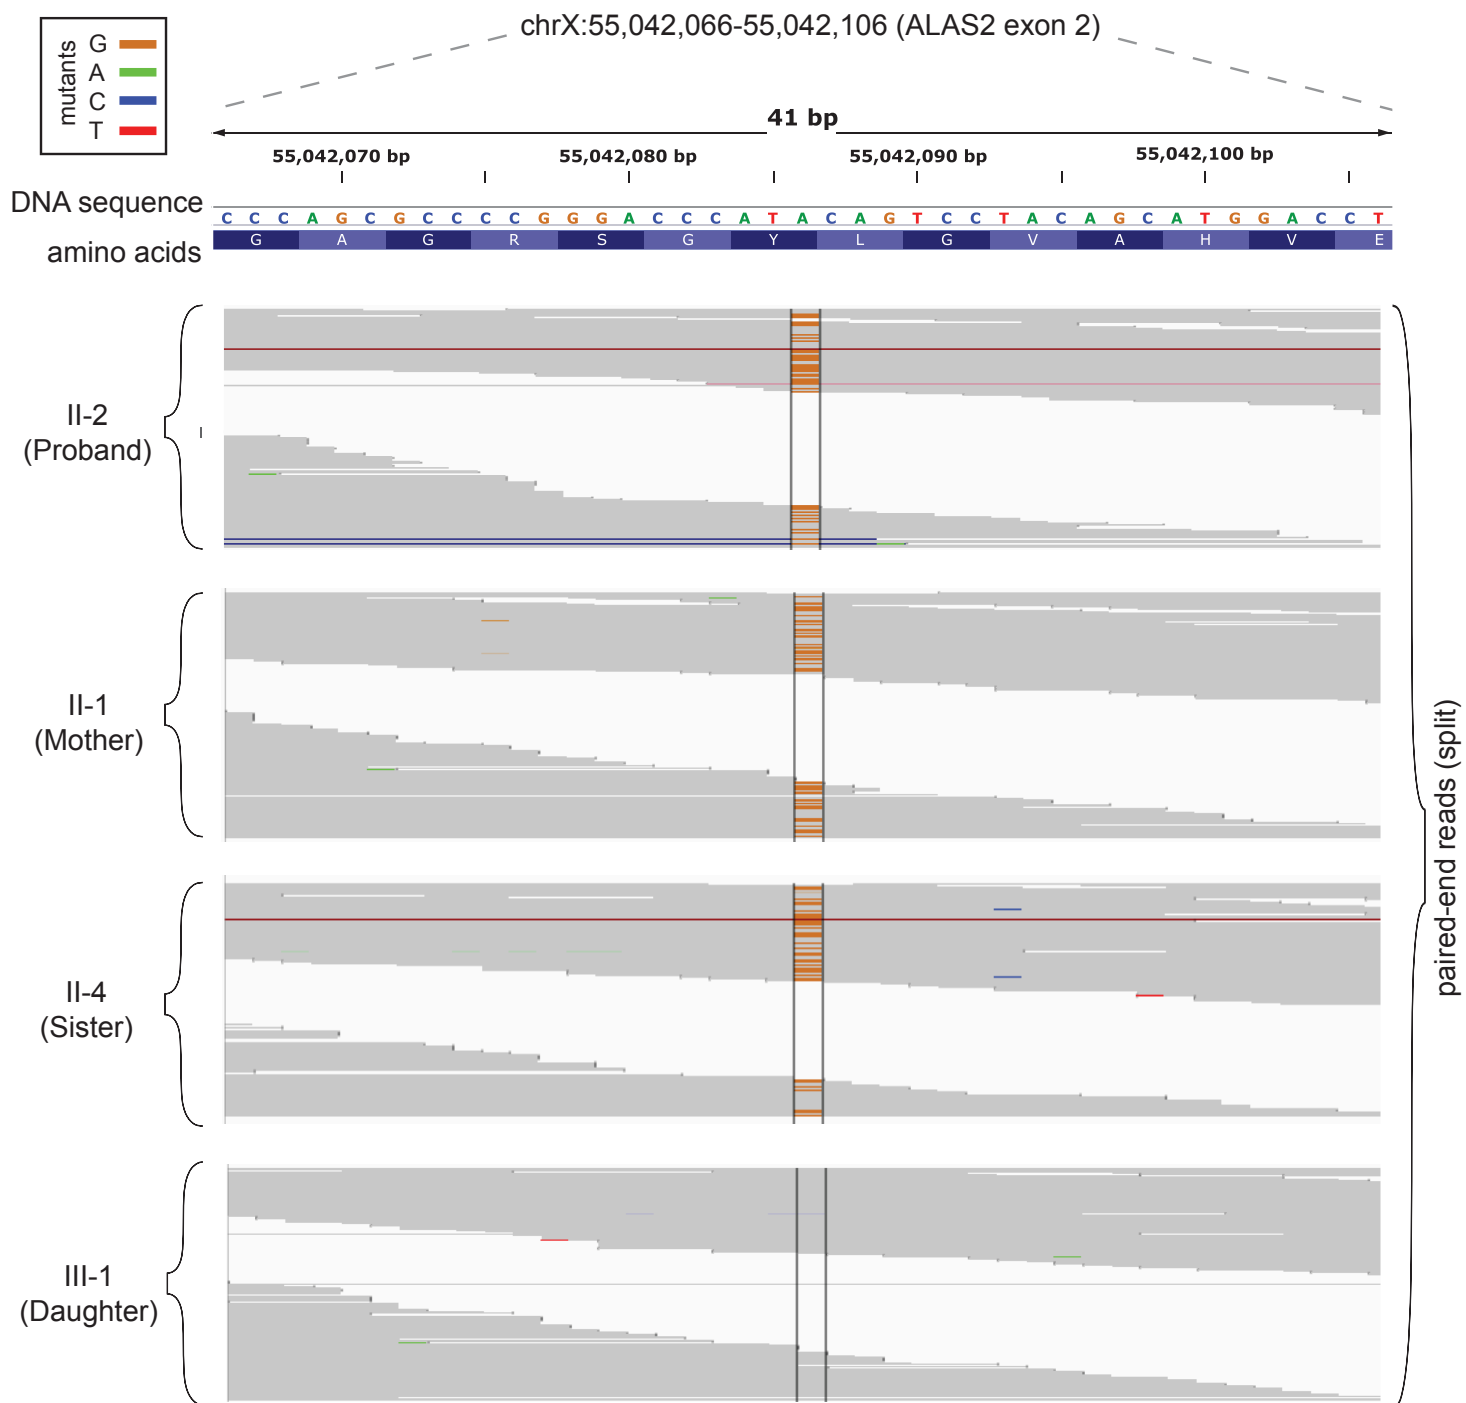 chrX:55,042,066-55,042,106 (ALAS2 exon 2)
mutants
G
A
C
T
41 bp
55,042,070 bp 55,042,080 bp 55,042,090 bp 55,042,100 bp
DNA sequence
C C C A G C G C C C C G G G A C C C A T A C A G T C C T A C A G C A T G G A C C T
amino acids
G A G R S G Y L G V A H V E
II-2
(Proband)
II-1
(Mother)
II-4
(Sister)
III-1
(Daughter)
paired-end reads (split)